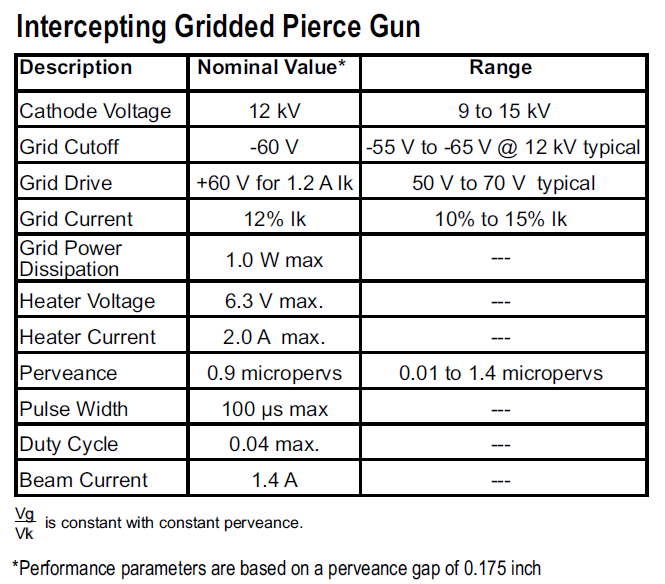 Intercepting Gridded Pierce Gun
Description Nominal Value* Range
Cathode Voltage 12 kV 9 to 15 kV
Grid Cutoff -60 V -55 V to -65 V @ 12 kV typical
Grid Drive +60 V for 1.2 A Ik 50 V to 70 V typical
Grid Current 12% Ik 10% to 15% Ik
Grid Power
Dissipation 1.0 W max ---
Heater Voltage 6.3 V max. ---
Heater Current 2.0 A max. ---
Perveance 0.9 micropervs 0.01 to 1.4 micropervs
Pulse Width 100 µs max ---
Duty Cycle 0.04 max. ---
Beam Current 1.4 A ---
Vg
Vk is constant with constant perveance.
*Performance parameters are based on a perveance gap of 0.175 inch